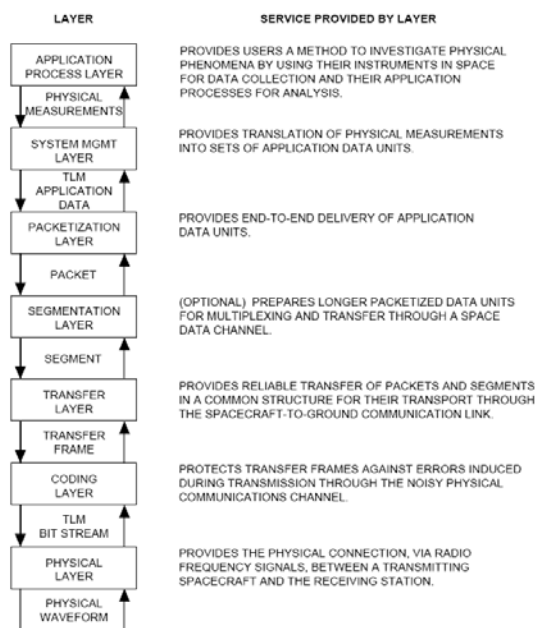 LAYER
SERVICE PROVIDED BY LAYER
APPLICATION
PROCESS LAYER
PROVIDES USERS A METHOD TO INVESTIGATE PHYSICAL
PHENOMENA BY USING THEIR INSTRUMENTS IN SPACE
FOR DATA COLLECTION AND THEIR APPLICATION
PROCESSES FOR ANALYSIS.
PHYSICAL
MEASUREMENTS
SYSTEM MGMT
LAYER
PROVIDES TRANSLATION OF PHYSICAL MEASUREMENTS
INTO SETS OF APPLICATION DATA UNITS.
TLM
APPLICATION
DATA
PACKETIZATION
LAYER
PROVIDES END-TO-END DELIVERY OF APPLICATION
DATA UNITS.
PACKET
SEGMENTATION
LAYER
(OPTIONAL) PREPARES LONGER PACKETIZED DATA UNITS
FOR MULTIPLEXING AND TRANSFER THROUGH A SPACE
DATA CHANNEL.
SEGMENT
TRANSFER
LAYER
PROVIDES RELIABLE TRANSFER OF PACKETS AND SEGMENTS
IN A COMMON STRUCTURE FOR THEIR TRANSPORT THROUGH
THE SPACECRAFT-TO-GROUND COMMUNICATION LINK.
TRANSFER
FRAME
CODING
LAYER
PROTECTS TRANSFER FRAMES AGAINST ERRORS INDUCED
DURING TRANSMISSION THROUGH THE NOISY PHYSICAL
COMMUNICATIONS CHANNEL.
TLM
BIT STREAM
PHYSICAL
LAYER
PROVIDES THE PHYSICAL CONNECTION, VIA RADIO
FREQUENCY SIGNALS, BETWEEN A TRANSMITTING
SPACECRAFT AND THE RECEIVING STATION.
PHYSICAL
WAVEFORM